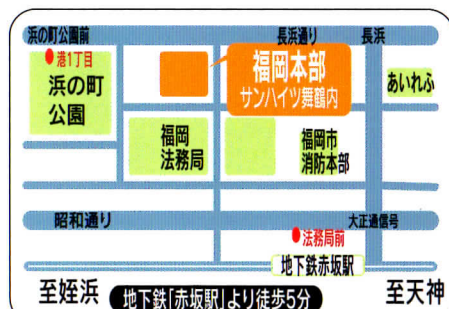 浜の町公園前
長浜通り
長浜
港1丁目
浜の町
公園
福岡本部
サンハイツ舞鶴内
あいれふ
福岡
法務局
福岡市
消防本部
昭和通り
大正通信号
法務局前
地下鉄赤坂駅
至姪浜
地下鉄「赤坂駅」より徒歩5分
至天神